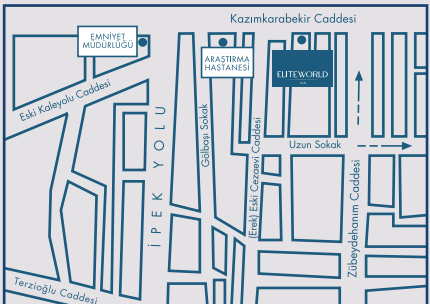 Kazımkarabekir Caddesi
EMNİYET
MÜDÜRLÜĞÜ
ARAŞTIRMA
HASTANESİ
ELITEWORLD
Eski Kaleyolu Caddesi
İPEK YOLU
Gölbaşı Sokak
(Erek) Eski Cezaevi Caddesi
Uzun Sokak
Zübeydehanım Caddesi
Terzioğlu Caddesi